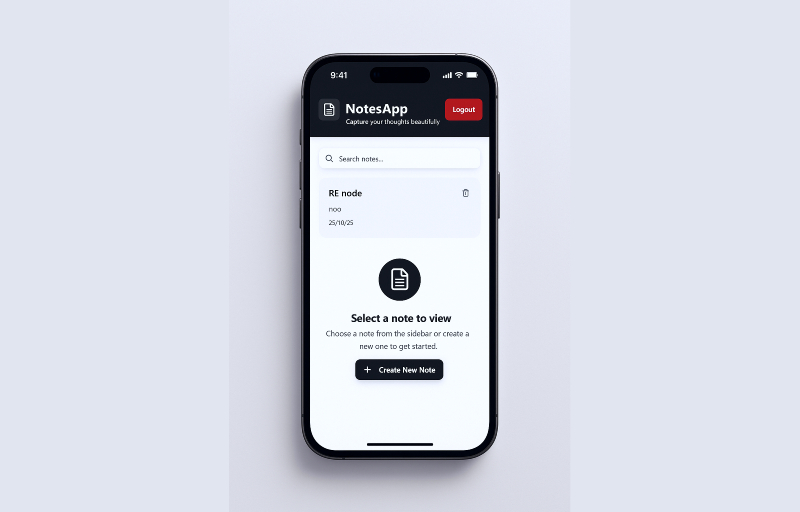 9:41
NotesApp
Capture your thoughts beautifully
Logout
Search notes...
RE node
noo
25/10/25
Select a note to view
Choose a note from the sidebar or create a
new one to get started.
+ Create New Note